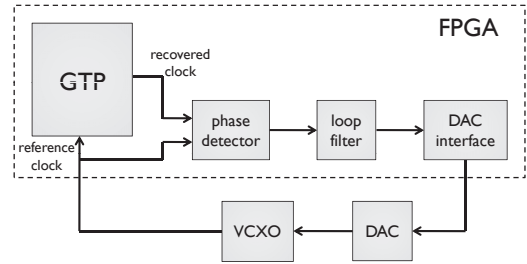 FPGA
GTP
recovered
clock
reference
clock
phase
detector
loop
filter
DAC
interface
VCXO
DAC